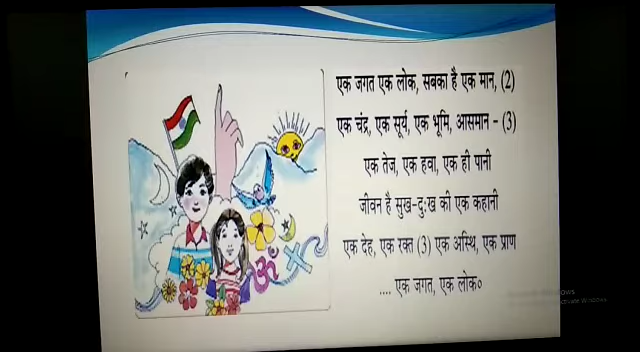 एक जगत एक लोक, सबका है एक मान, (2)
एक चंद्र, एक सूर्य, एक भूमि, आसमान - (3)
एक तेज, एक हवा, एक ही पानी
जीवन है सुख-दुःख की एक कहानी
एक देह, एक रक्त (3) एक अस्थि, एक प्राण
.... एक जगत, एक लोक०
ॐ